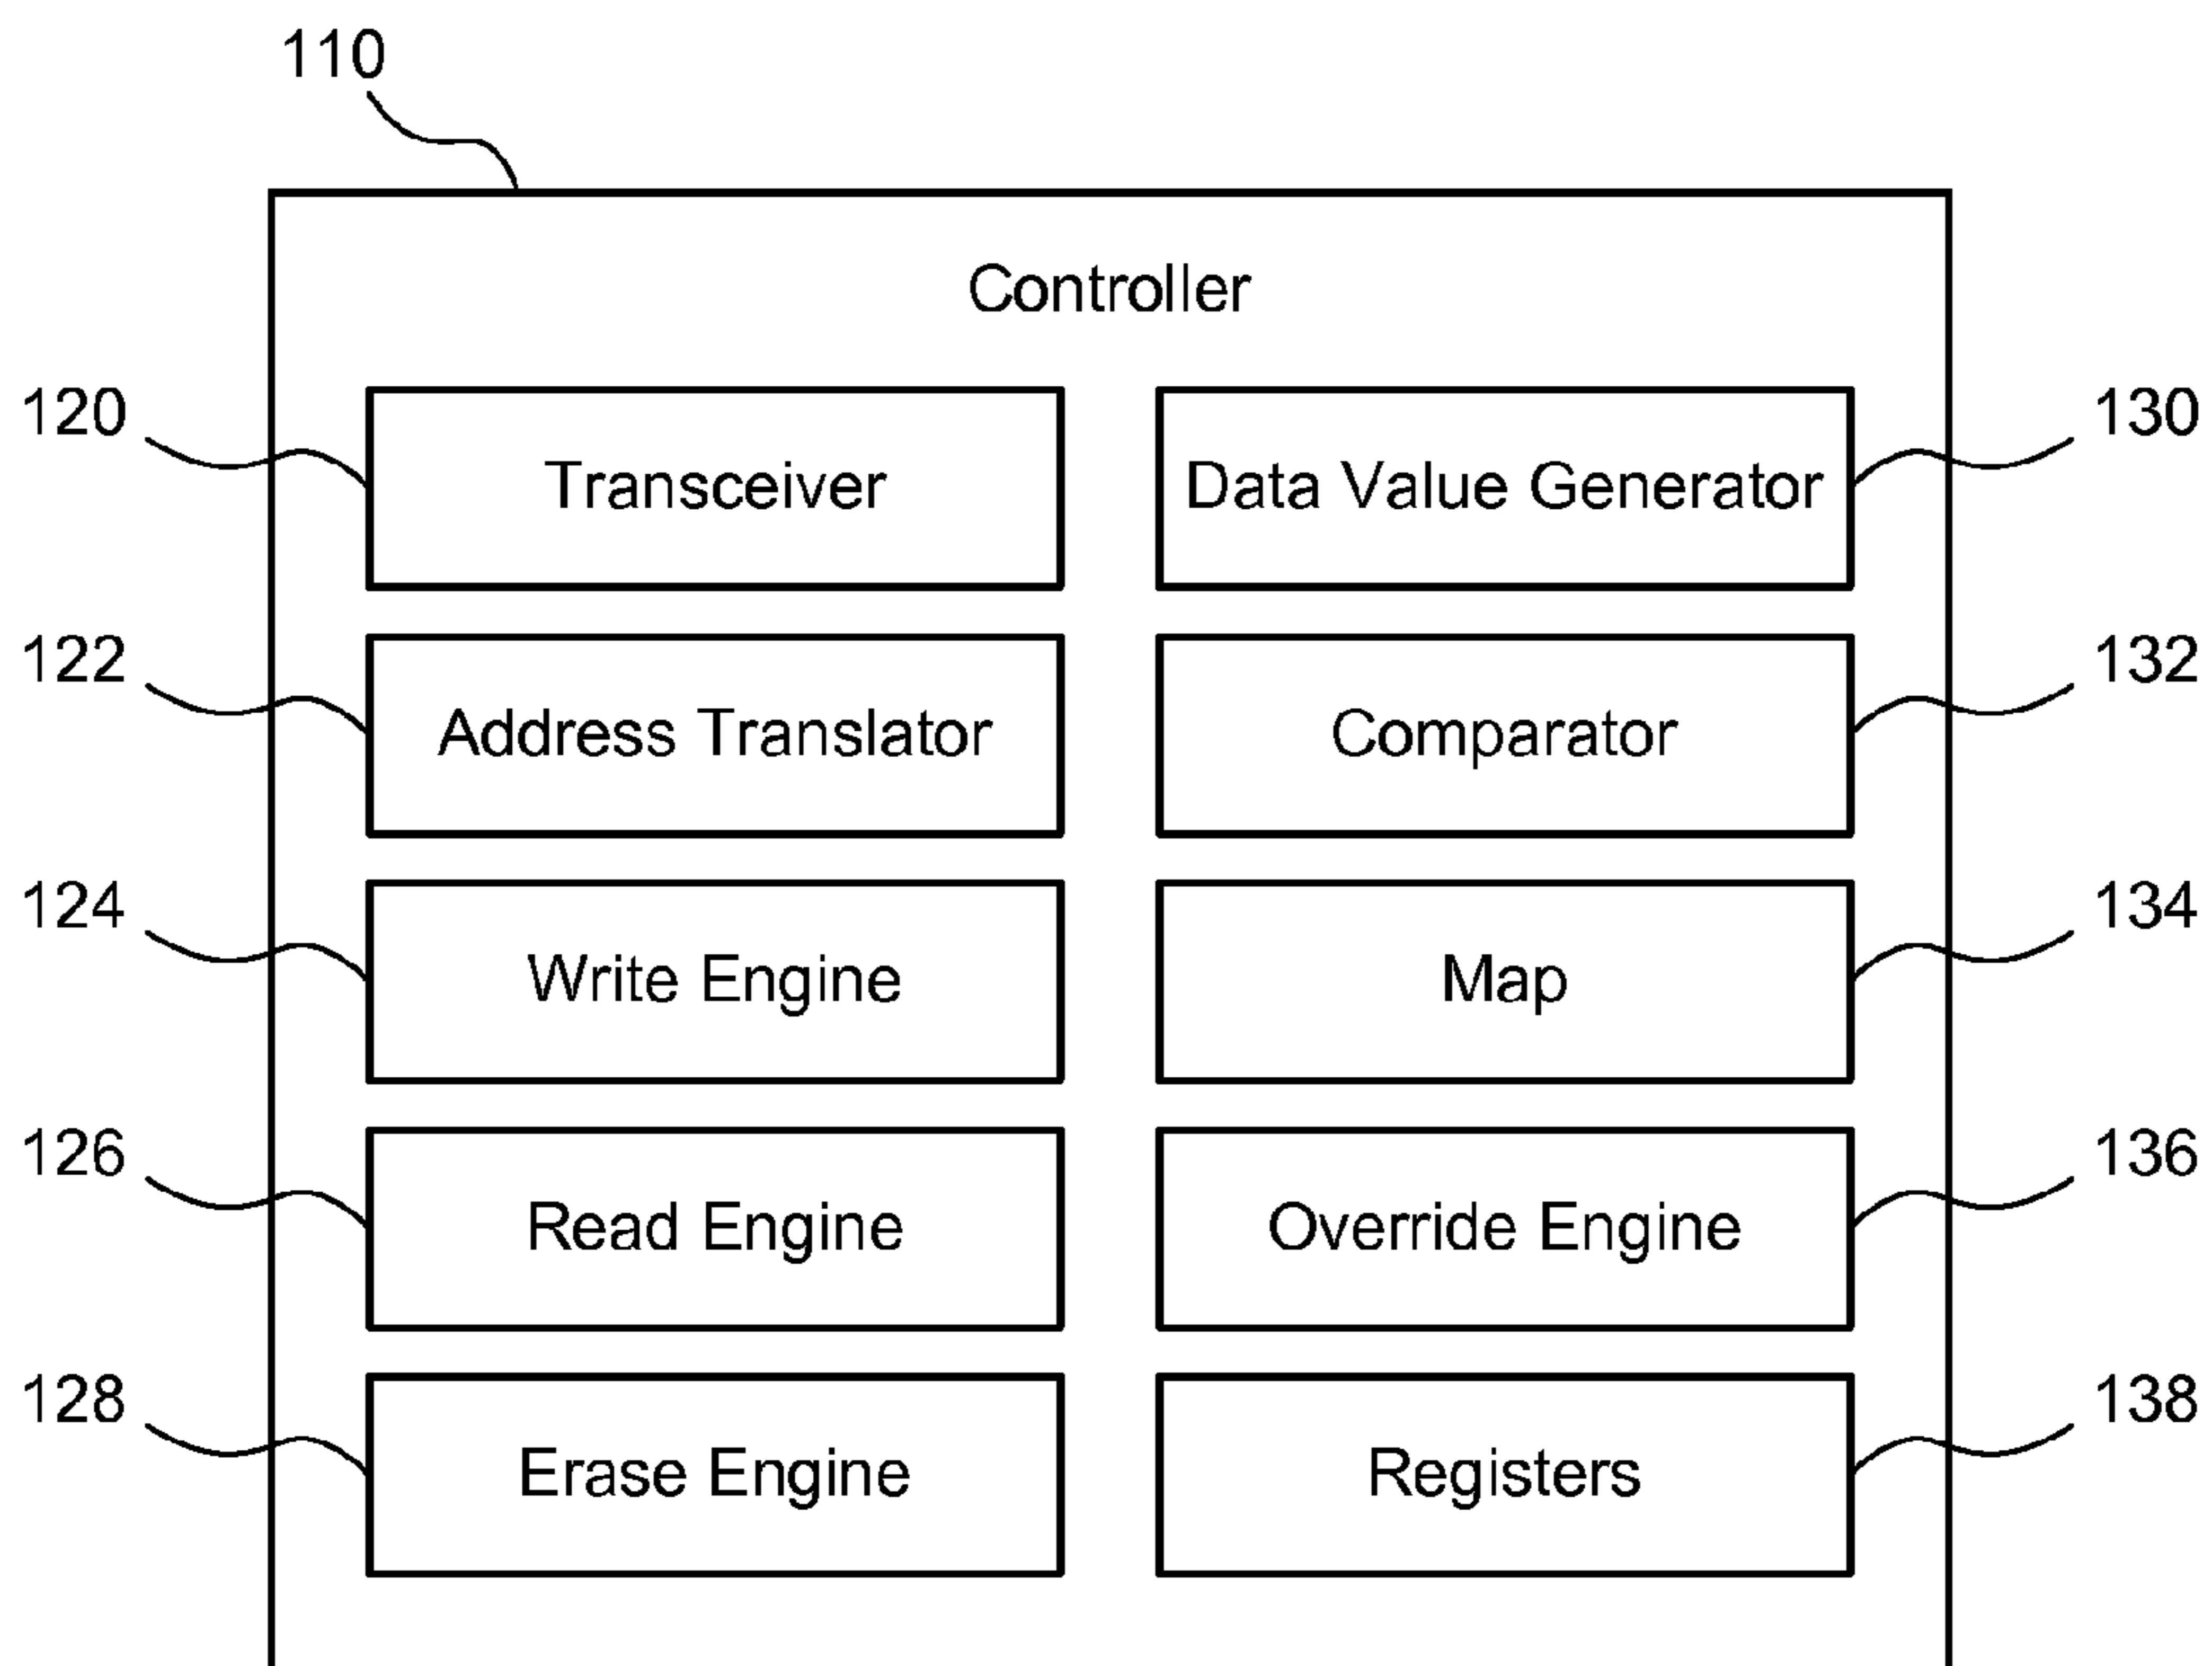 110
Controller
120
Transceiver
Data Value Generator
130
122
Address Translator
Comparator
132
124
Write Engine
Map
134
126
Read Engine
Override Engine
136
128
Erase Engine
Registers
138